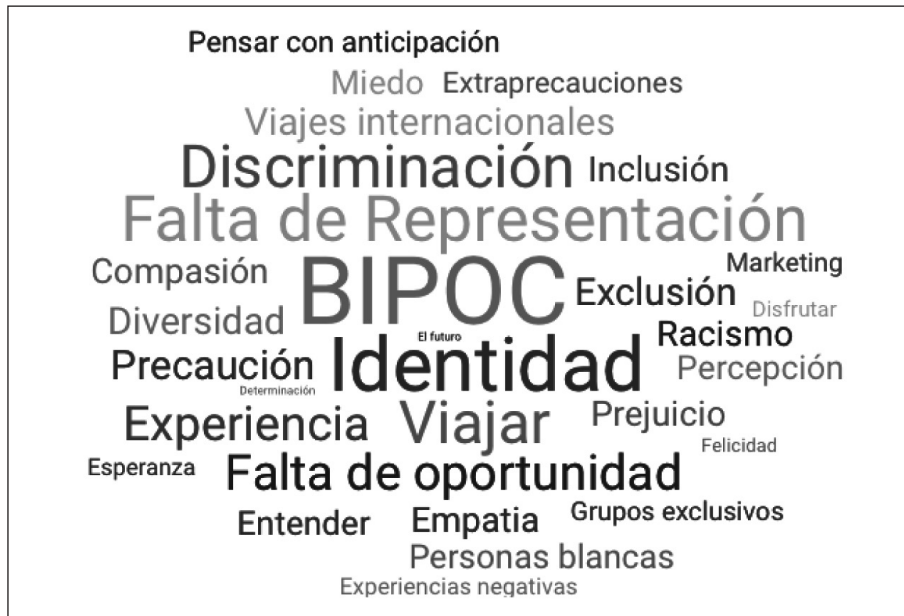 Pensar con anticipación
Miedo Extraprecauciones
Viajes internacionales
Discriminación Inclusión
Falta de Representación
Compasión BIPOC Marketing
Exclusión
Diversidad Disfrutar
El futuro Racismo
Precaución Identidad Percepción
Determinación
Experiencia Viajar Prejuicio
Felicidad
Esperanza Falta de oportunidad
Entender Empatia Grupos exclusivos
Personas blancas
Experiencias negativas